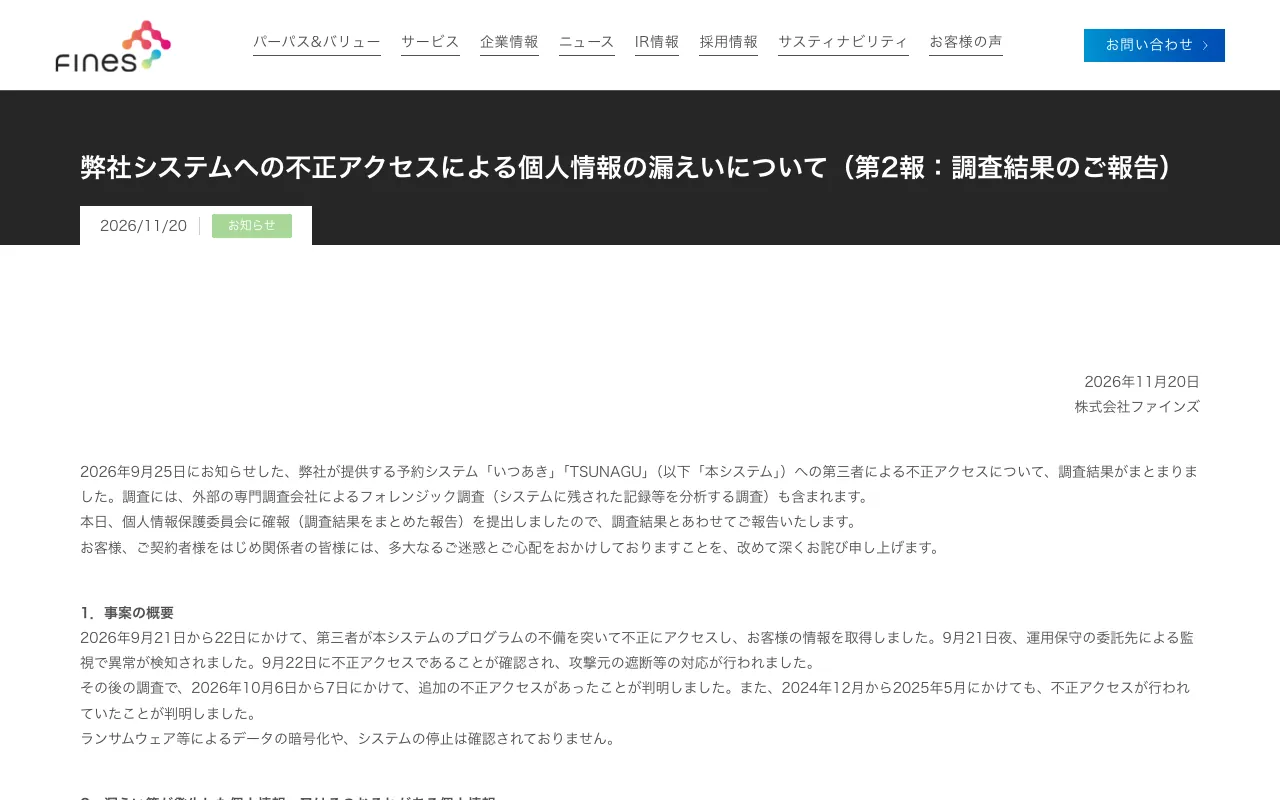 FINES
パーパス&バリュー
サービス
企業情報
ニュース
IR情報
採用情報
サスティナビリティ
お客様の声
お問い合わせ
弊社システムへの不正アクセスによる個人情報の漏えいについて（第2報：調査結果のご報告）
2026/11/20
お知らせ
2026年11月20日
株式会社ファインズ
2026年9月25日にお知らせした、弊社が提供する予約システム「いつあき」「TSUNAGU」（以下「本システム」）への第三者による不正アクセスについて、調査結果がまとまりま
した。調査には、外部の専門調査会社によるフォレンジック調査（システムに残された記録等を分析する調査）も含まれます。
本日、個人情報保護委員会に確報（調査結果をまとめた報告）を提出しましたので、調査結果とあわせてご報告いたします。
お客様、ご契約者様をはじめ関係者の皆様には、多大なるご迷惑とご心配をおかけしておりますことを、改めて深くお詫び申し上げます。
1．事案の概要
2026年9月21日から22日にかけて、第三者が本システムのプログラムの不備を突いて不正にアクセスし、お客様の情報を取得しました。9月21日夜、運用保守の委託先による監
視で異常が検知されました。9月22日に不正アクセスであることが確認され、攻撃元の遮断等の対応が行われました。
その後の調査で、2026年10月6日から7日にかけて、追加の不正アクセスがあったことが判明しました。また、2024年12月から2025年5月にかけても、不正アクセスが行われ
ていたことが判明しました。
ランサムウェア等によるデータの暗号化や、システムの停止は確認されておりません。